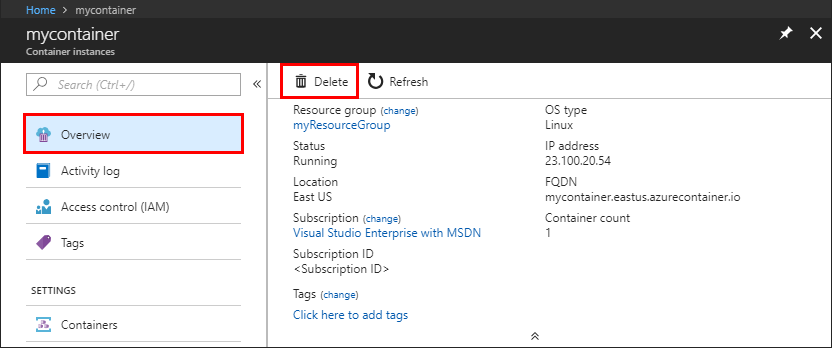 Home > mycontainer
mycontainer
Container instances
Search (Ctrl+/)
Overview
Activity log
Access control (IAM)
Tags
SETTINGS
Containers
Delete Refresh
Resource group (change)
myResourceGroup
Status
Running
Location
East US
Subscription (change)
Visual Studio Enterprise with MSDN
Subscription ID
<Subscription ID>
Tags (change)
Click here to add tags
OS type
Linux
IP address
23.100.20.54
FQDN
mycontainer.eastus.azurecontainer.io
Container count
1